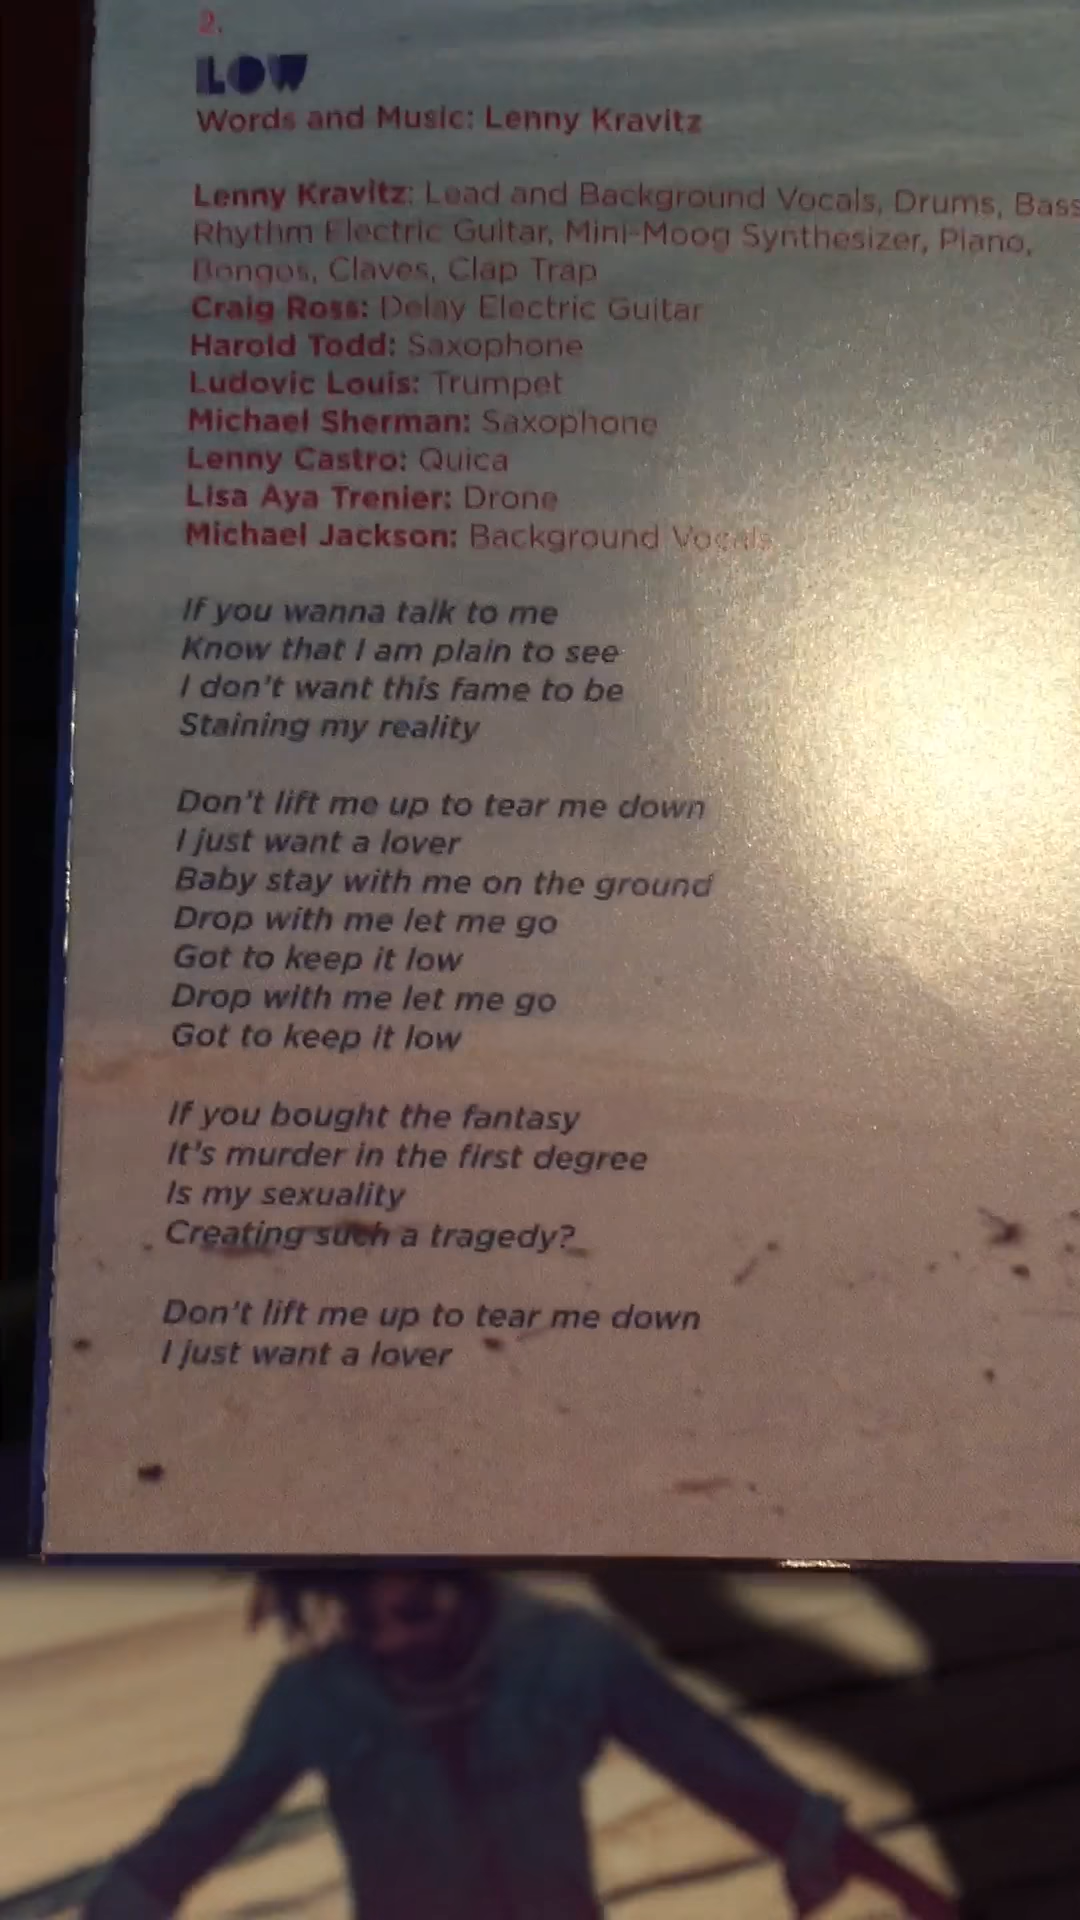 2.
LOW
Words and Music: Lenny Kravitz
Lenny Kravitz: Lead and Background Vocals, Drums, Bass
Rhythm Electric Guitar, Mini-Moog Synthesizer, Piano,
Bongos, Claves, Clap Trap
Craig Ross: Delay Electric Guitar
Harold Todd: Saxophone
Ludovic Louis: Trumpet
Michael Sherman: Saxophone
Lenny Castro: Quica
Lisa Aya Trenier: Drone
Michael Jackson: Background Vocals
If you wanna talk to me
Know that I am plain to see
I don't want this fame to be
Staining my reality
Don't lift me up to tear me down
I just want a lover
Baby stay with me on the ground
Drop with me let me go
Got to keep it low
Drop with me let me go
Got to keep it low
If you bought the fantasy
It's murder in the first degree
Is my sexuality
Creating such a tragedy?
Don't lift me up to tear me down
I just want a lover